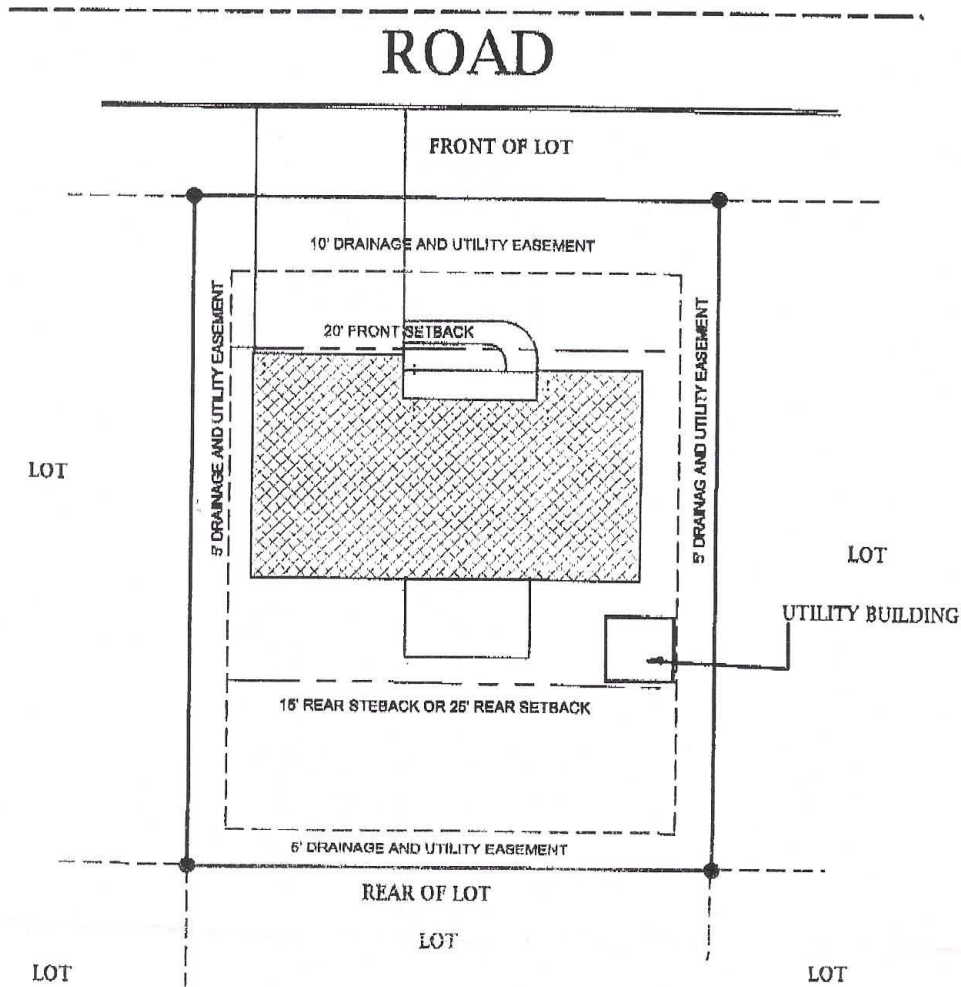 ROAD
FRONT OF LOT
10' DRAINAGE AND UTILITY EASEMENT
20' FRONT SETBACK
5' DRAINAGE AND UTILITY EASEMENT
5' DRAINAG AND UTILITY EASEMENT
LOT
LOT
UTILITY BUILDING
15' REAR STEBACK OR 25' REAR SETBACK
5' DRAINAGE AND UTILITY EASEMENT
REAR OF LOT
LOT
LOT
LOT